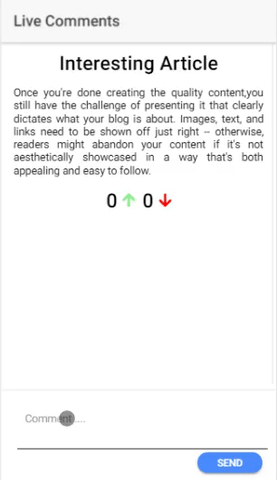 Live Comments
Interesting Article
Once you're done creating the quality content,you
still have the challenge of presenting it that clearly
dictates what your blog is about. Images, text, and
links need to be shown off just right – otherwise,
readers might abandon your content if it's not
aesthetically showcased in a way that's both
appealing and easy to follow.
0 0
Comment....
SEND